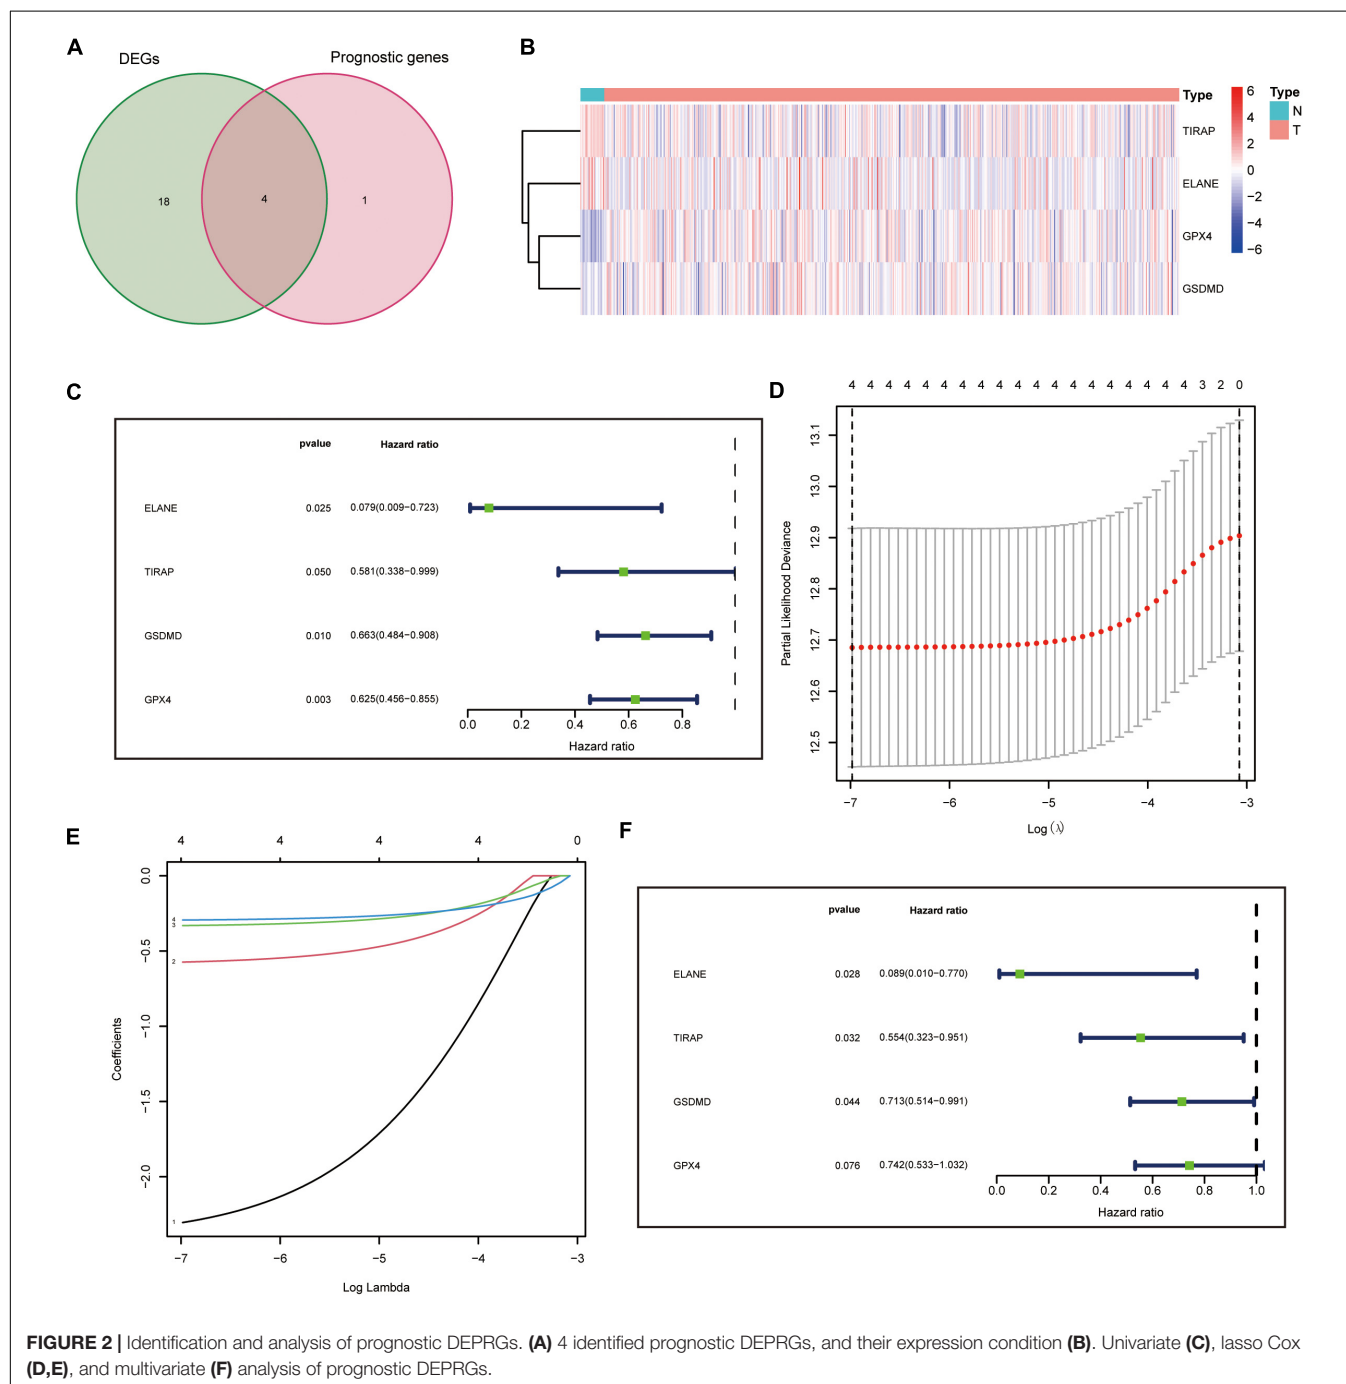 A
DEGs
Prognostic genes
18
4
1
B
Type
TIRAP
ELANE
GPX4
GSDMD
6
4
2
0
−2
−4
−6
Type
N
T
C
pvalue Hazard ratio
ELANE 0.025 0.079(0.009−0.723)
TIRAP 0.050 0.581(0.338−0.999)
GSDMD 0.010 0.663(0.484−0.908)
GPX4 0.003 0.625(0.456−0.855)
0.0 0.2 0.4 0.6 0.8
Hazard ratio
D
4 4 4 4 4 4 4 4 4 4 4 4 4 4 4 4 4 4 4 3 2 0
Partial Likelihood Deviance
13.1
13.0
12.9
12.8
12.7
12.6
12.5
−7 −6 −5 −4 −3
Log (λ)
E
4 4 4 4 0
Coefficients
0.0
−0.5
−1.0
−1.5
−2.0
4
3
2
1
−7 −6 −5 −4 −3
Log Lambda
F
pvalue Hazard ratio
ELANE 0.028 0.089(0.010−0.770)
TIRAP 0.032 0.554(0.323−0.951)
GSDMD 0.044 0.713(0.514−0.991)
GPX4 0.076 0.742(0.533−1.032)
0.0 0.2 0.4 0.6 0.8 1.0
Hazard ratio
FIGURE 2 | Identification and analysis of prognostic DEPRGs. (A) 4 identified prognostic DEPRGs, and their expression condition (B). Univariate (C), lasso Cox
(D,E), and multivariate (F) analysis of prognostic DEPRGs.